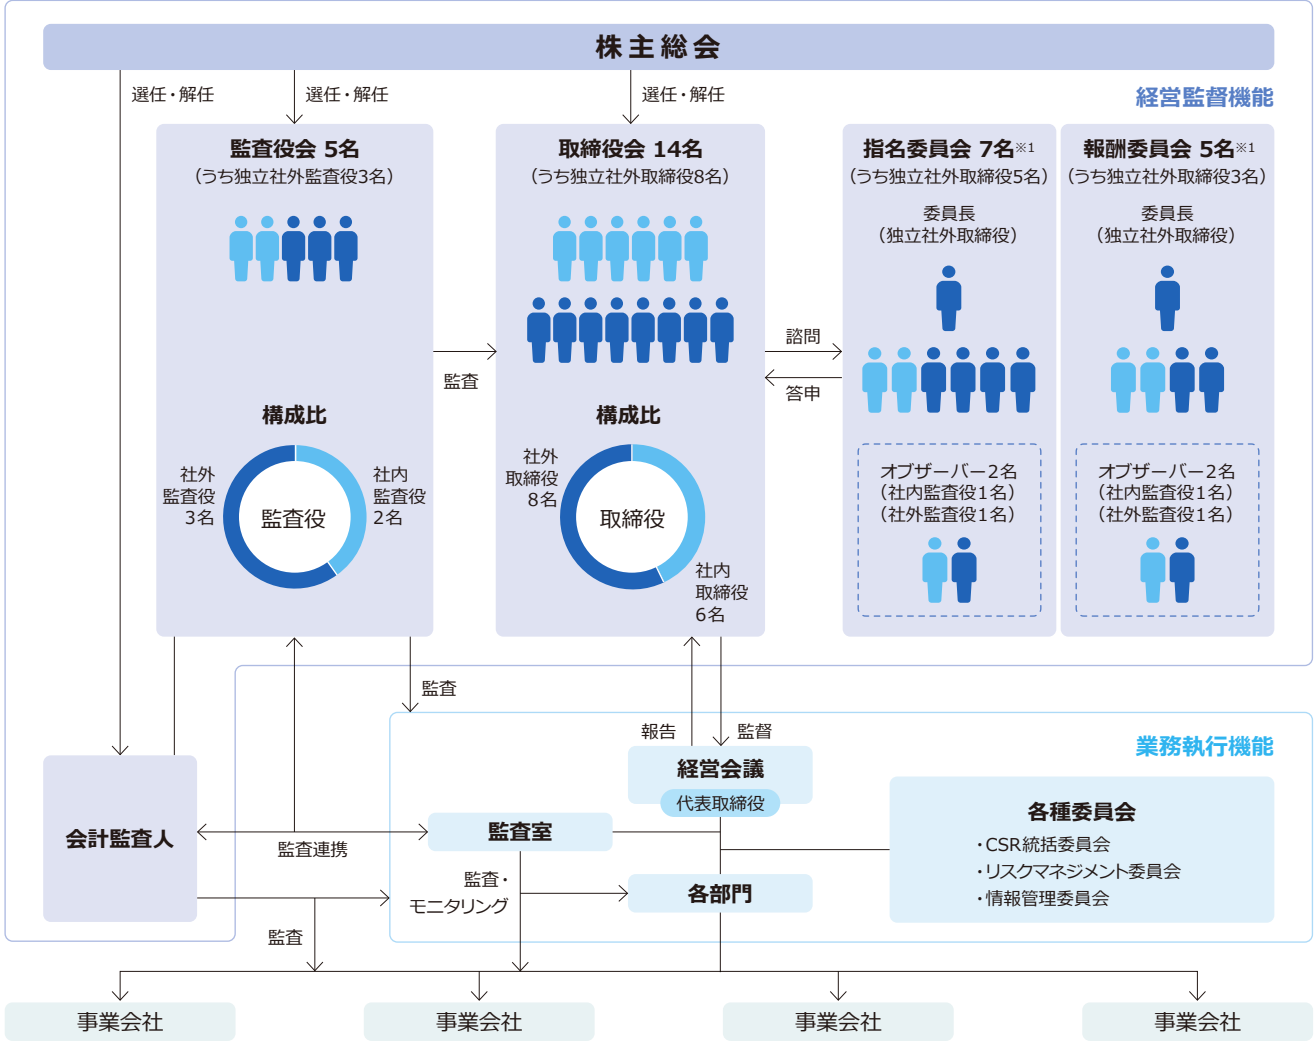 株主総会
選任・解任
選任・解任
選任・解任
経営監督機能
監査役会 5名
（うち独立社外監査役3名）
取締役会 14名
（うち独立社外取締役8名）
指名委員会 7名※1
（うち独立社外取締役5名）
委員長
（独立社外取締役）
報酬委員会 5名※1
（うち独立社外取締役3名）
委員長
（独立社外取締役）
監査
諮問
答申
構成比
社外
監査役
3名
監査役
社内
監査役
2名
構成比
社外
取締役
8名
取締役
社内
取締役
6名
オブザーバー2名
（社内監査役1名）
（社外監査役1名）
オブザーバー2名
（社内監査役1名）
（社外監査役1名）
監査
報告
監督
業務執行機能
経営会議
代表取締役
会計監査人
監査連携
監査室
各種委員会
・CSR統括委員会
・リスクマネジメント委員会
・情報管理委員会
監査・
モニタリング
各部門
監査
事業会社
事業会社
事業会社
事業会社